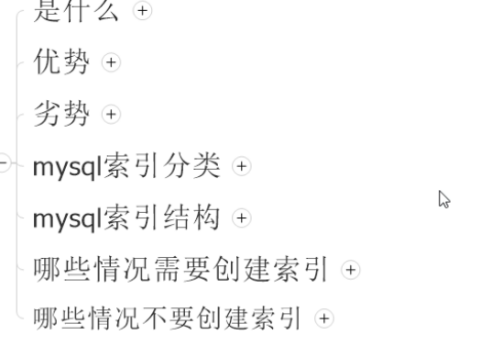 是什么
优势
劣势
mysql索引分类
mysql索引结构
哪些情况需要创建索引
哪些情况不要创建索引